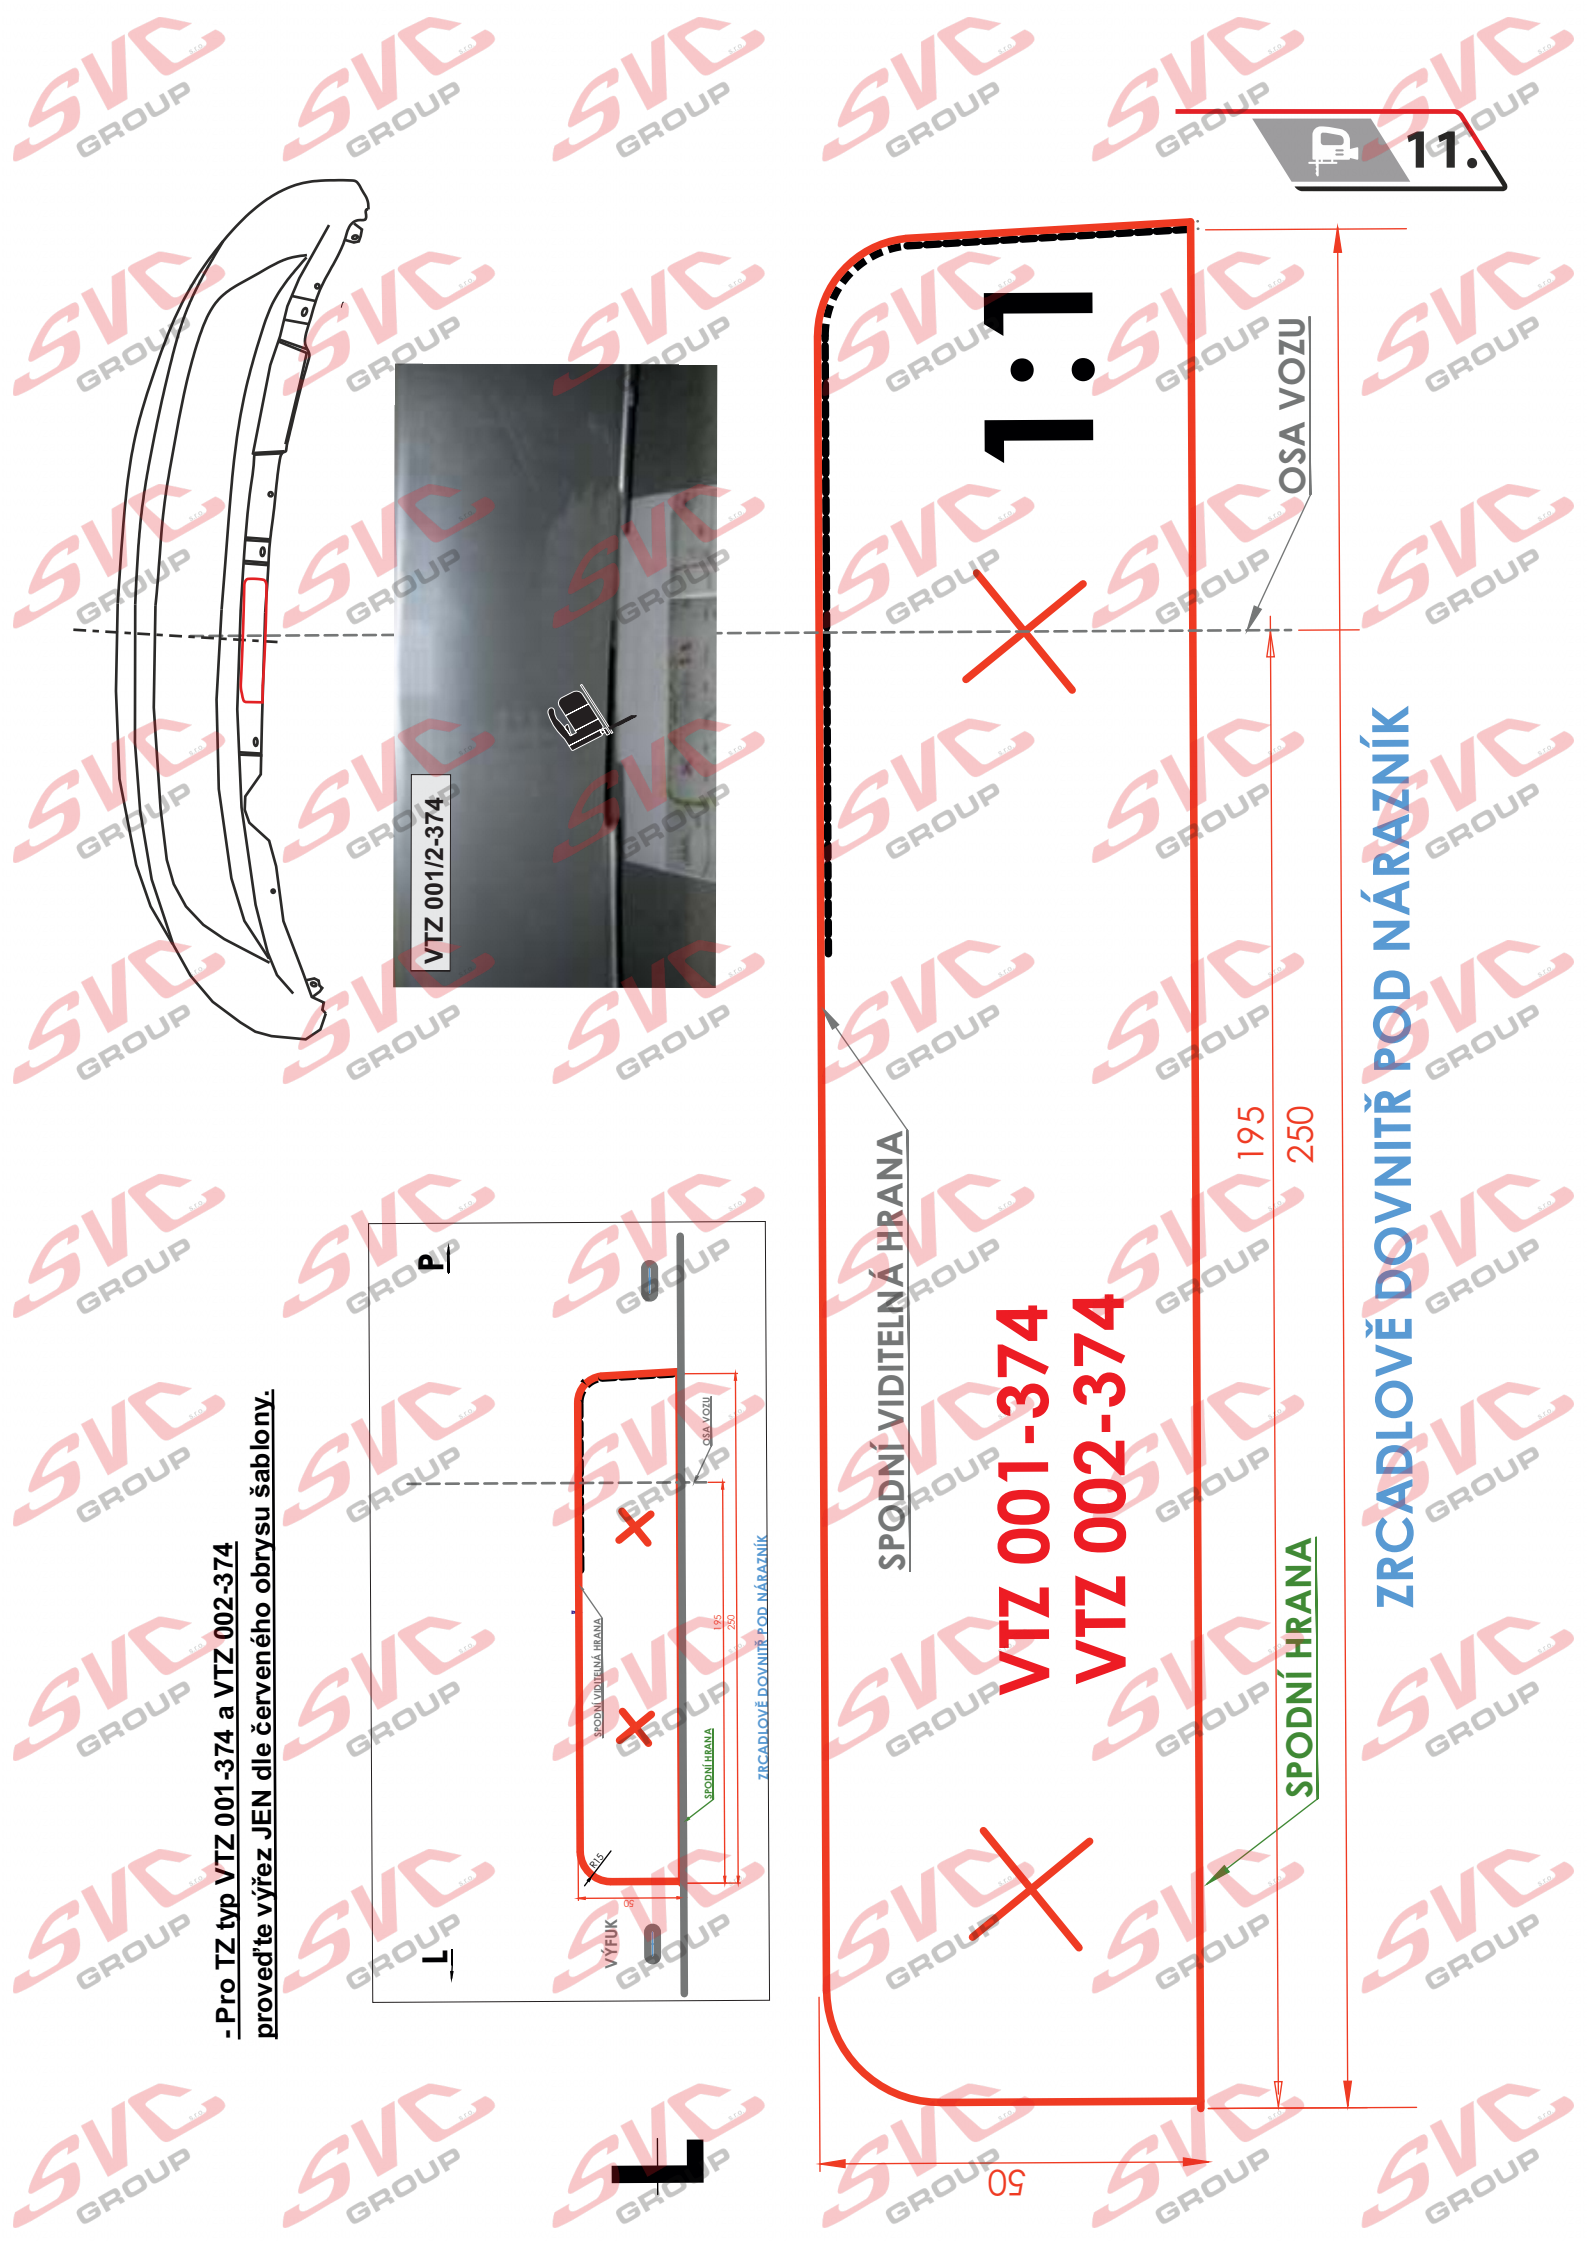 11.
- Pro TZ typ VTZ 001-374 a VTZ 002-374
proveďte výřez JEN dle červeného obrysu šablony.
VTZ 001/2-374
L
P
VÝFUK
R15
50
SPODNÍ VIDITELNÁ HRANA
SPODNÍ HRANA
OSA VOZU
195
250
ZRCADLOVĚ DOVNITŘ POD NÁRAZNÍK
L
1:1
SPODNÍ VIDITELNÁ HRANA
VTZ 001-374
VTZ 002-374
OSA VOZU
SPODNÍ HRANA
195
250
50
ZRCADLOVĚ DOVNITŘ POD NÁRAZNÍK
SVC s.r.o.
GROUP